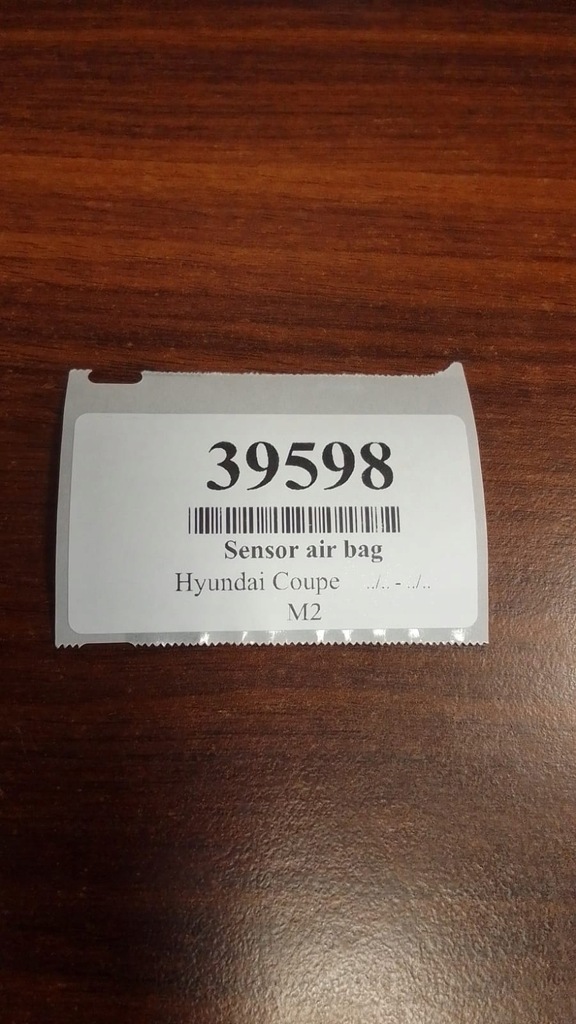 39598
Sensor air bag
Hyundai Coupe ../.. - ../..
M2